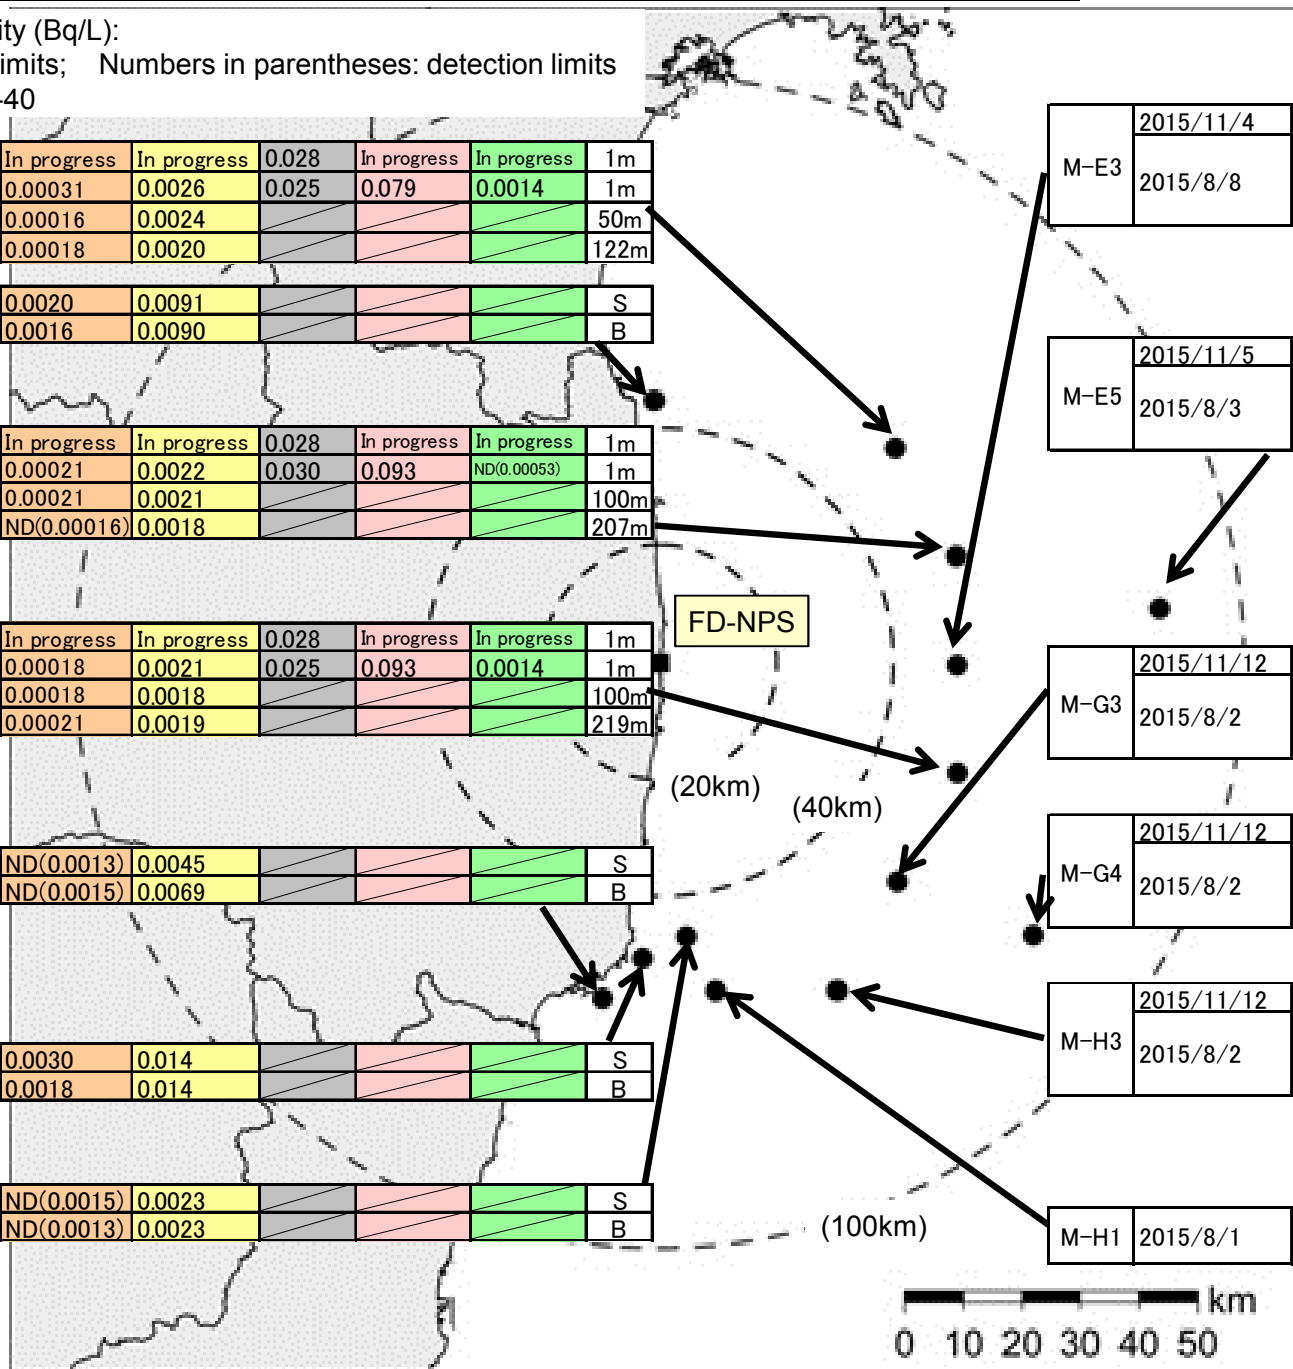 ity (Bq/L):
imits; Numbers in parentheses: detection limits
-40
In progress In progress 0.028 In progress In progress 1m
0.00031 0.0026 0.025 0.079 0.0014 1m
0.00016 0.0024 50m
0.00018 0.0020 122m
0.0020 0.0091 S
0.0016 0.0090 B
In progress In progress 0.028 In progress In progress 1m
0.00021 0.0022 0.030 0.093 ND(0.00053) 1m
0.00021 0.0021 100m
ND(0.00016) 0.0018 207m
In progress In progress 0.028 In progress In progress 1m
0.00018 0.0021 0.025 0.093 0.0014 1m
0.00018 0.0018 100m
0.00021 0.0019 219m
ND(0.0013) 0.0045 S
ND(0.0015) 0.0069 B
0.0030 0.014 S
0.0018 0.014 B
ND(0.0015) 0.0023 S
ND(0.0013) 0.0023 B
FD-NPS
(20km)
(40km)
(100km)
M-E3 2015/11/4
2015/8/8
M-E5 2015/11/5
2015/8/3
M-G3 2015/11/12
2015/8/2
M-G4 2015/11/12
2015/8/2
M-H3 2015/11/12
2015/8/2
M-H1 2015/8/1
km
0 10 20 30 40 50